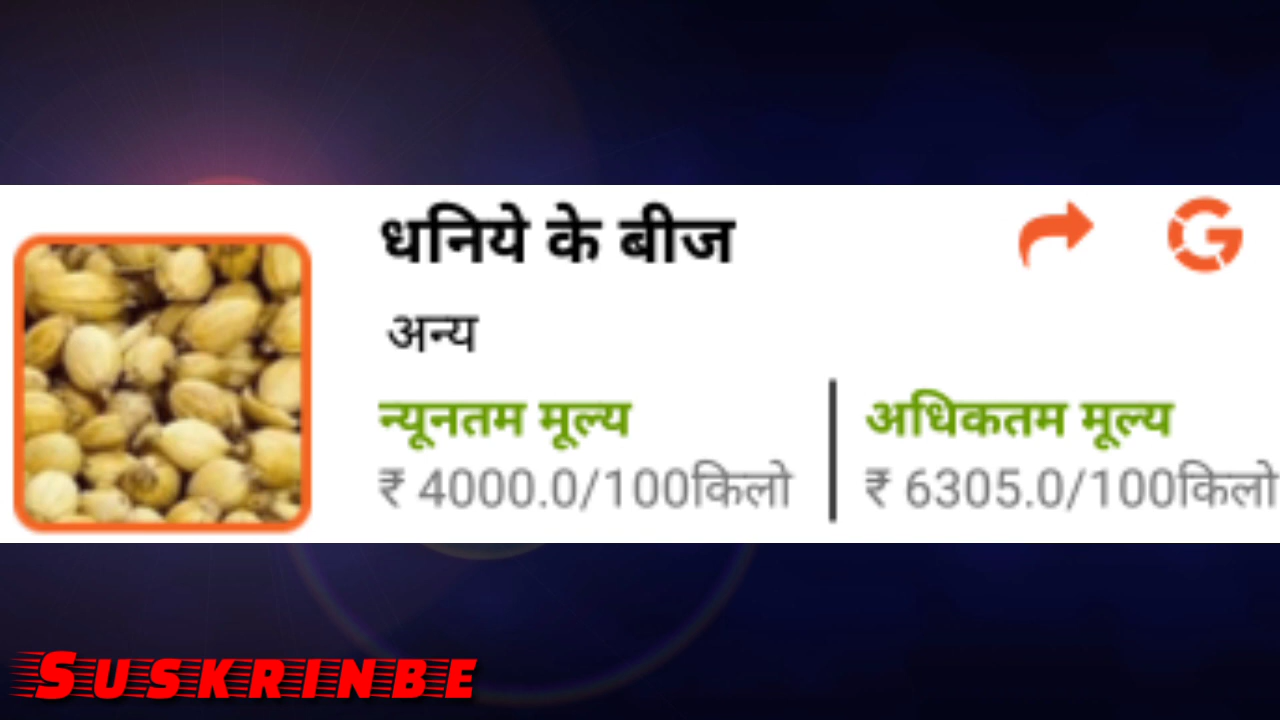 धनिये के बीज
अन्य
न्यूनतम मूल्य
₹ 4000.0/100किलो
अधिकतम मूल्य
₹ 6305.0/100किलो
SUSKRINBE